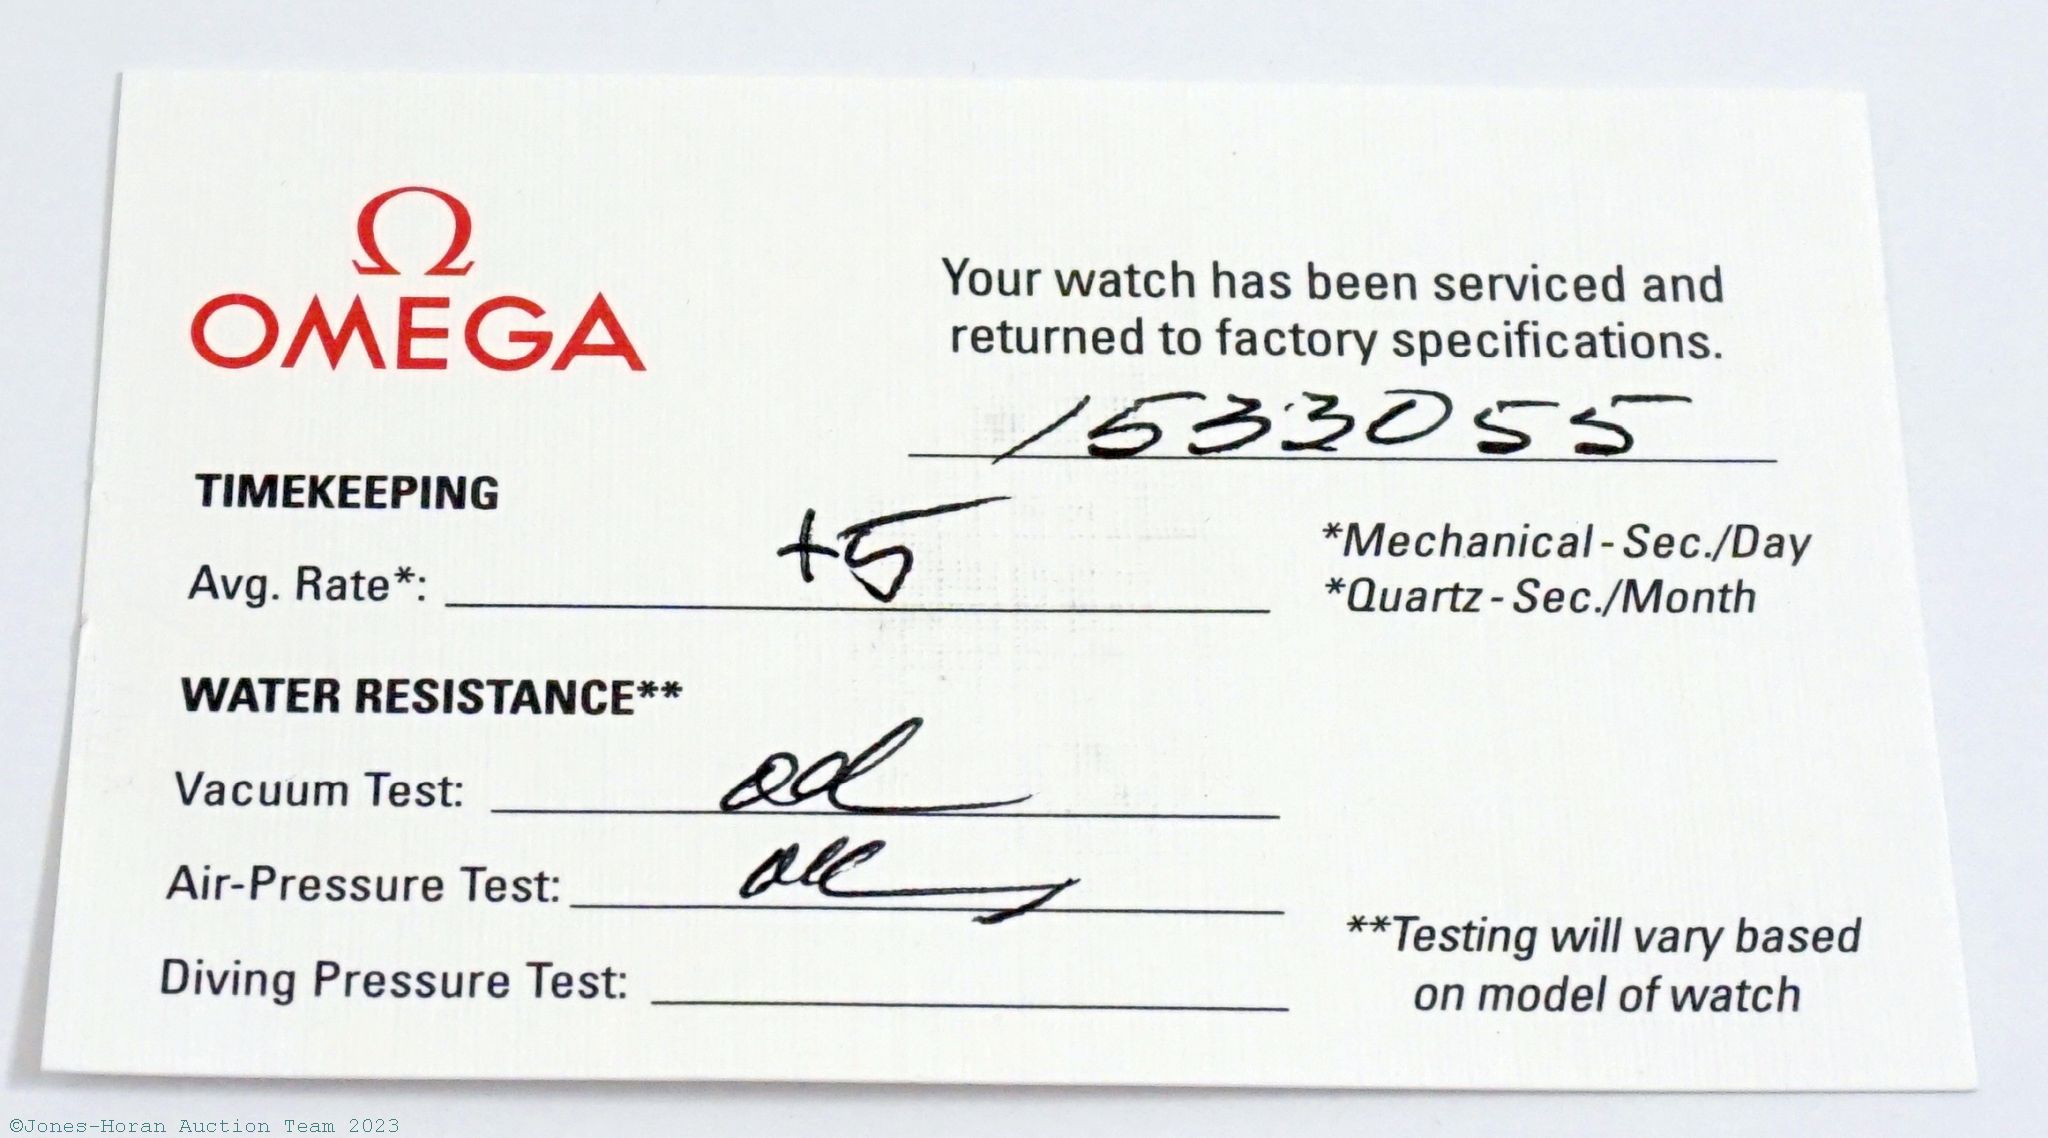 Ω
OMEGA
Your watch has been serviced and
returned to factory specifications.
1533055
TIMEKEEPING
Avg. Rate*: +5
*Mechanical - Sec./Day
*Quartz - Sec./Month
WATER RESISTANCE**
Vacuum Test:
Air-Pressure Test: ok
Diving Pressure Test:
**Testing will vary based
on model of watch
©Jones-Horan Auction Team 2023